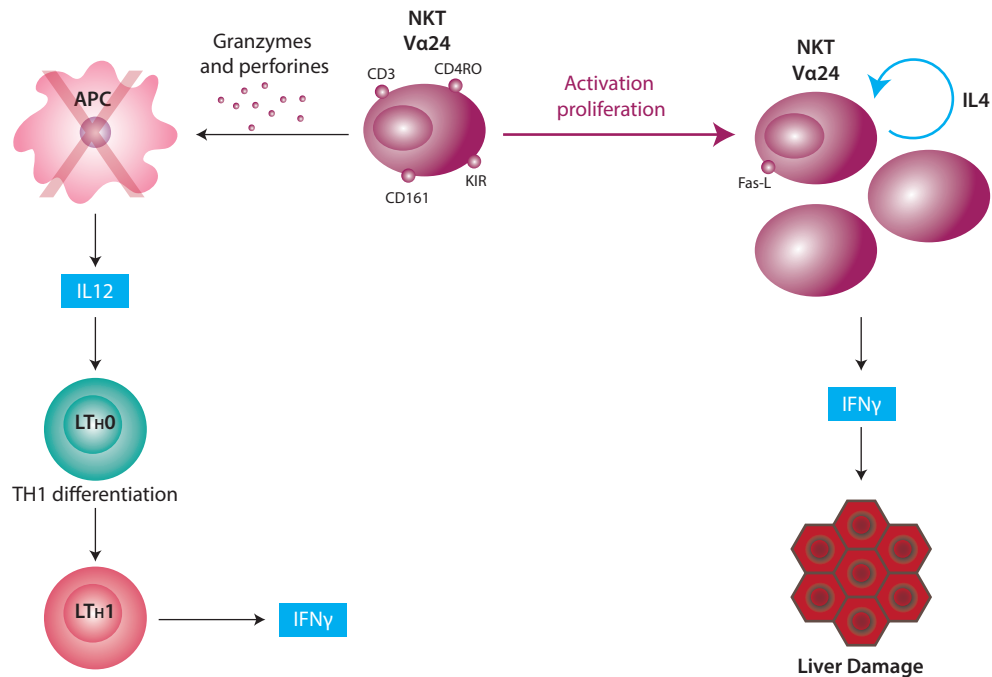 NKT
Vα24
Granzymes
and perforines
CD3
CD4RO
APC
CD161
KIR
Activation
proliferation
NKT
Vα24
IL4
Fas-L
IL12
LTH0
TH1 differentiation
LTH1
IFNγ
IFNγ
Liver Damage